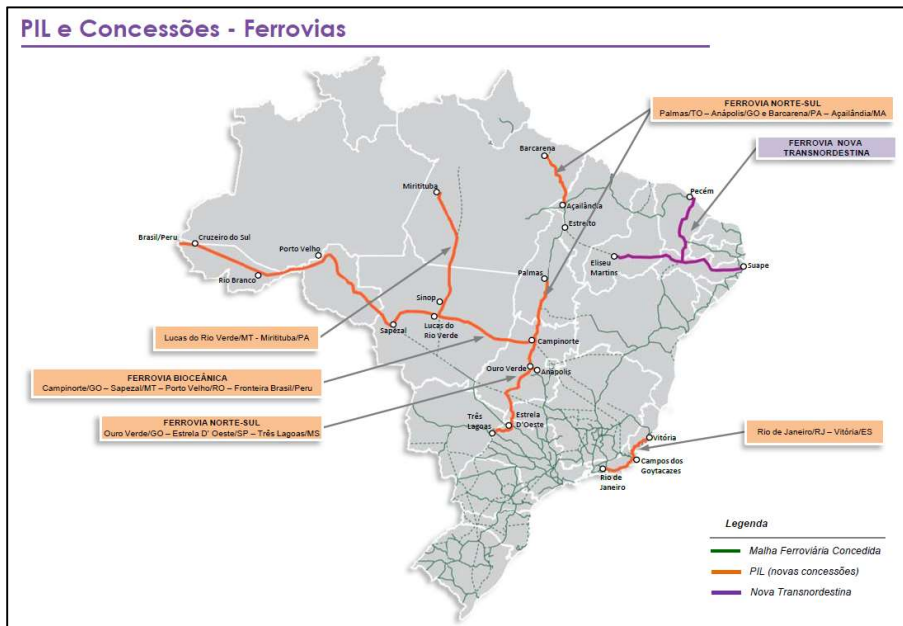 PIL e Concessões - Ferrovias
FERROVIA NORTE-SUL
Palmas/TO – Anápolis/GO e Barcarena/PA – Açailândia/MA
FERROVIA NOVA
TRANSNORDESTINA
Barcarena
Miritituba
Açailândia
Pecém
Estreito
Brasil/Peru
Cruzeiro do Sul
Porto Velho
Eliseu
Martins
Suape
Rio Branco
Palmas
Sinop
Sapezal
Lucas do
Rio Verde
Lucas do Rio Verde/MT - Miritituba/PA
Campinorte
FERROVIA BIOCEÂNICA
Campinorte/GO – Sapezal/MT – Porto Velho/RO – Fronteira Brasil/Peru
Ouro Verde
Anápolis
FERROVIA NORTE-SUL
Ouro Verde/GO – Estrela D' Oeste/SP – Três Lagoas/MS
Três
Lagoas
Estrela
D'Oeste
Vitória
Rio de Janeiro/RJ – Vitória/ES
Campos dos
Goytacazes
Rio de
Janeiro
Legenda
Malha Ferroviária Concedida
PIL (novas concessões)
Nova Transnordestina